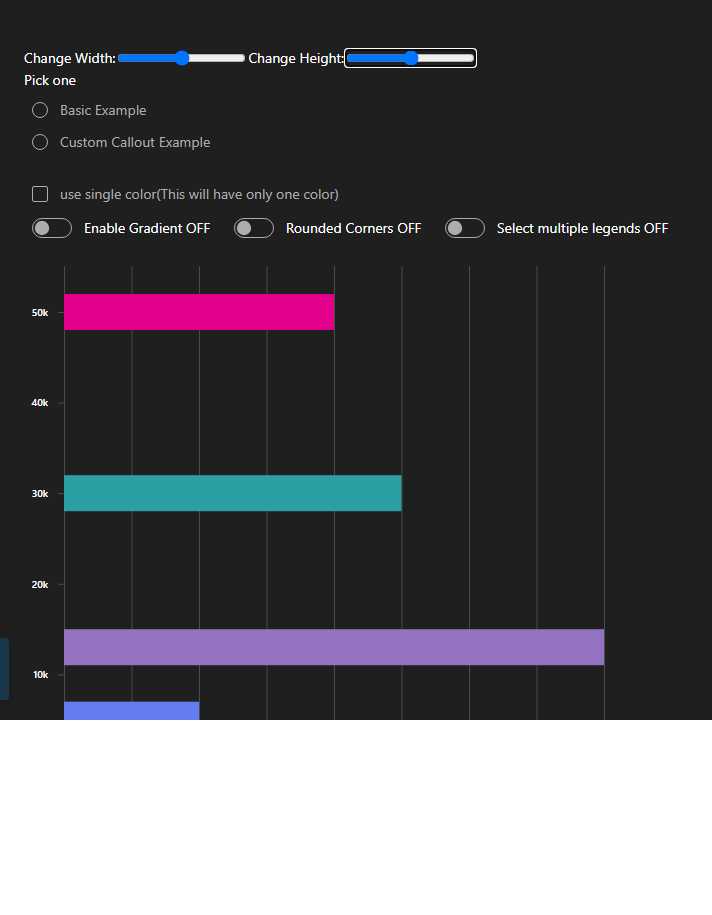 Change Width: Change Height:
Pick one
Basic Example
Custom Callout Example
use single color(This will have only one color)
Enable Gradient OFF Rounded Corners OFF Select multiple legends OFF
50k
40k
30k
20k
10k